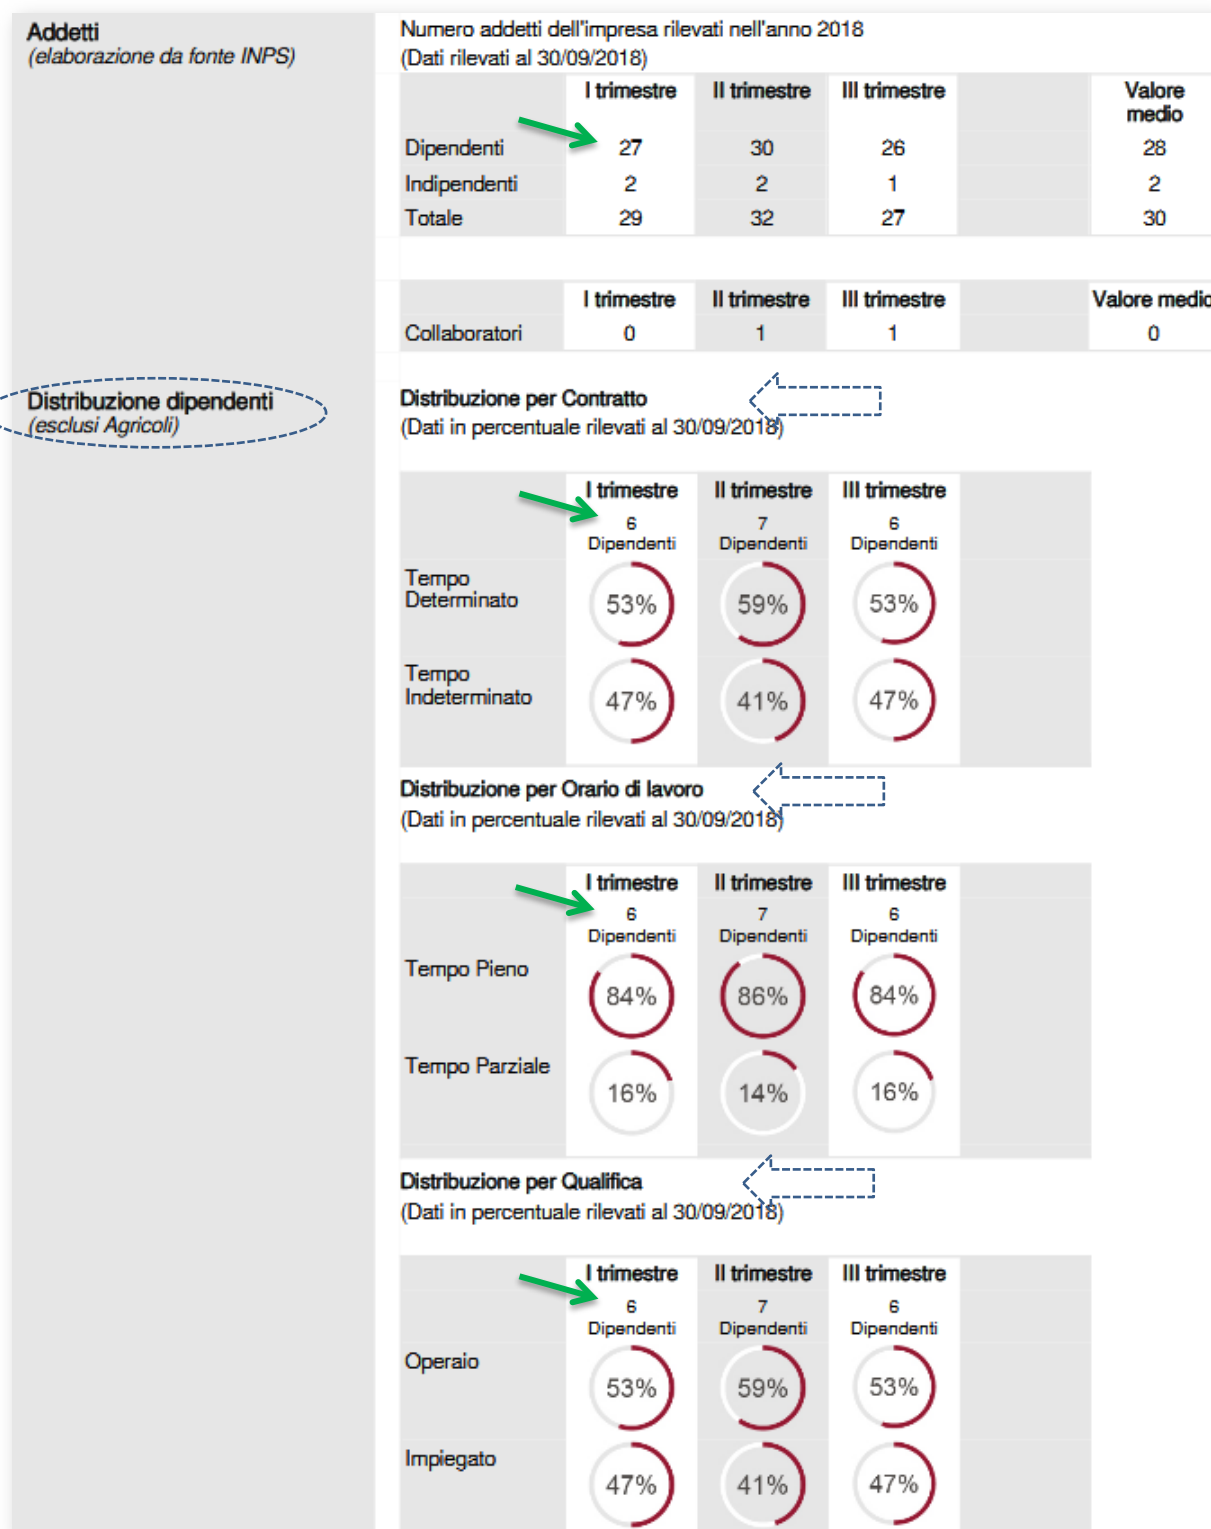 Addetti
(elaborazione da fonte INPS)
Numero addetti dell'impresa rilevati nell'anno 2018
(Dati rilevati al 30/09/2018)
I trimestre II trimestre III trimestre Valore medio
Dipendenti 27 30 26 28
Indipendenti 2 2 1 2
Totale 29 32 27 30
I trimestre II trimestre III trimestre Valore medio
Collaboratori 0 1 1 0
Distribuzione dipendenti
(esclusi Agricoli)
Distribuzione per Contratto
(Dati in percentuale rilevati al 30/09/2018)
I trimestre II trimestre III trimestre
6 7 6
Dipendenti Dipendenti Dipendenti
Tempo
Determinato 53% 59% 53%
Tempo
Indeterminato 47% 41% 47%
Distribuzione per Orario di lavoro
(Dati in percentuale rilevati al 30/09/2018)
I trimestre II trimestre III trimestre
6 7 6
Dipendenti Dipendenti Dipendenti
Tempo Pieno 84% 86% 84%
Tempo Parziale 16% 14% 16%
Distribuzione per Qualifica
(Dati in percentuale rilevati al 30/09/2018)
I trimestre II trimestre III trimestre
6 7 6
Dipendenti Dipendenti Dipendenti
Operaio 53% 59% 53%
Impiegato 47% 41% 47%